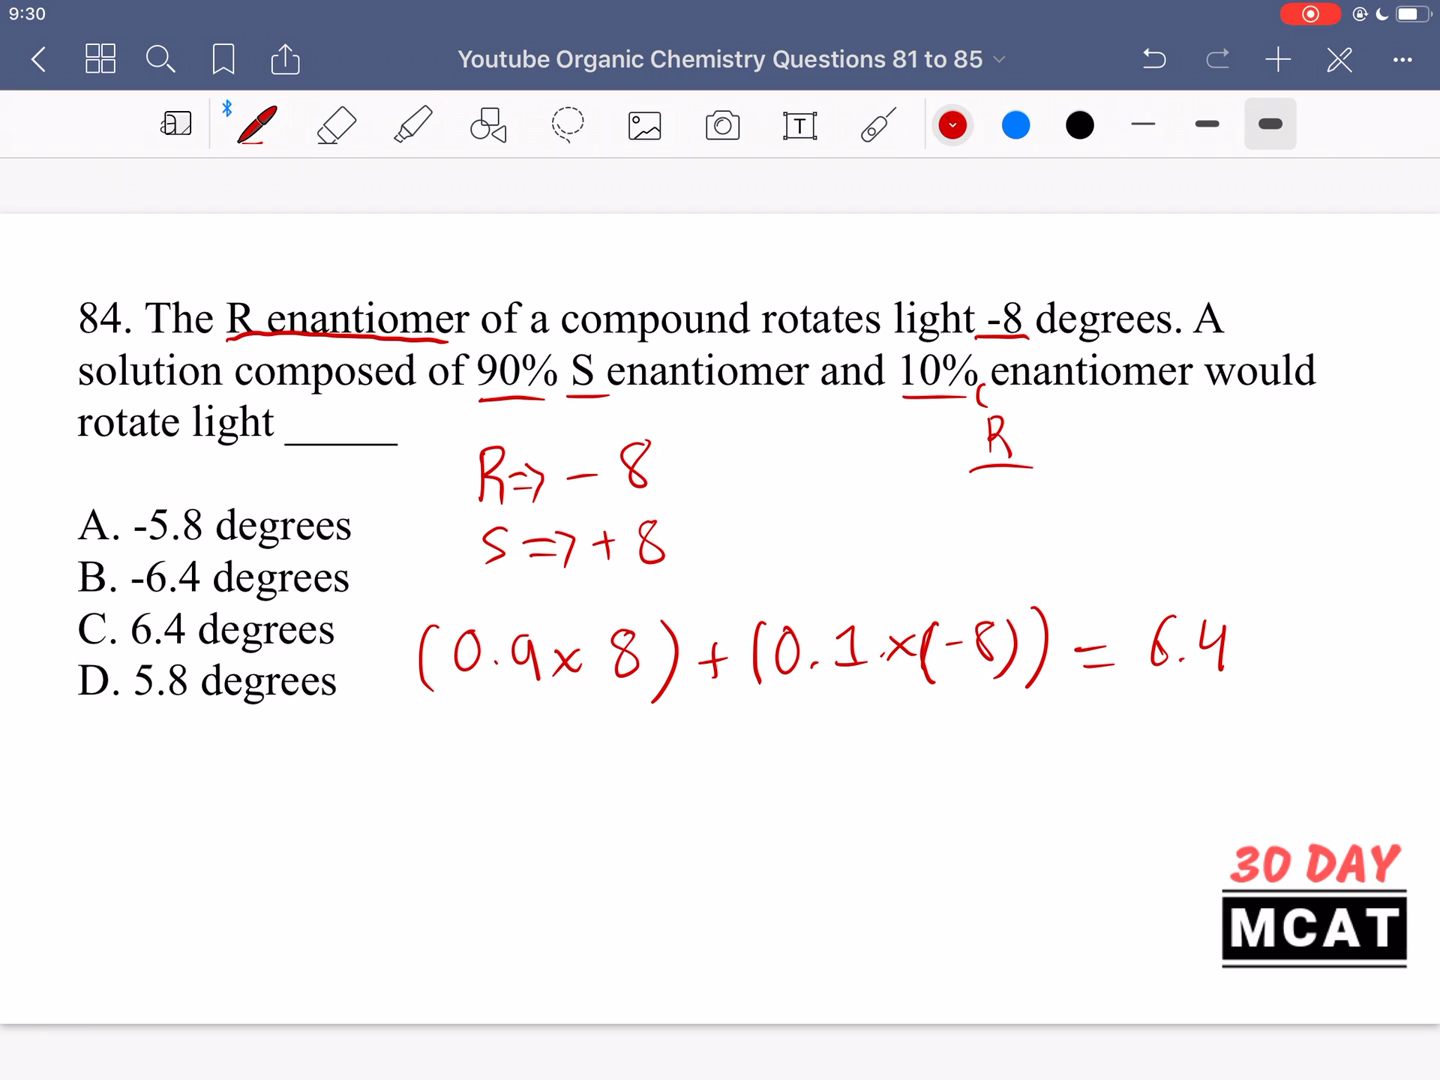 9:30
Youtube Organic Chemistry Questions 81 to 85
84. The R enantiomer of a compound rotates light -8 degrees. A
solution composed of 90% S enantiomer and 10% enantiomer would
R
rotate light _____
R => - 8
S => + 8
A. -5.8 degrees
B. -6.4 degrees
C. 6.4 degrees
D. 5.8 degrees
(0.9 x 8) + (0.1 x (-8)) = 6.4
30 DAY
MCAT